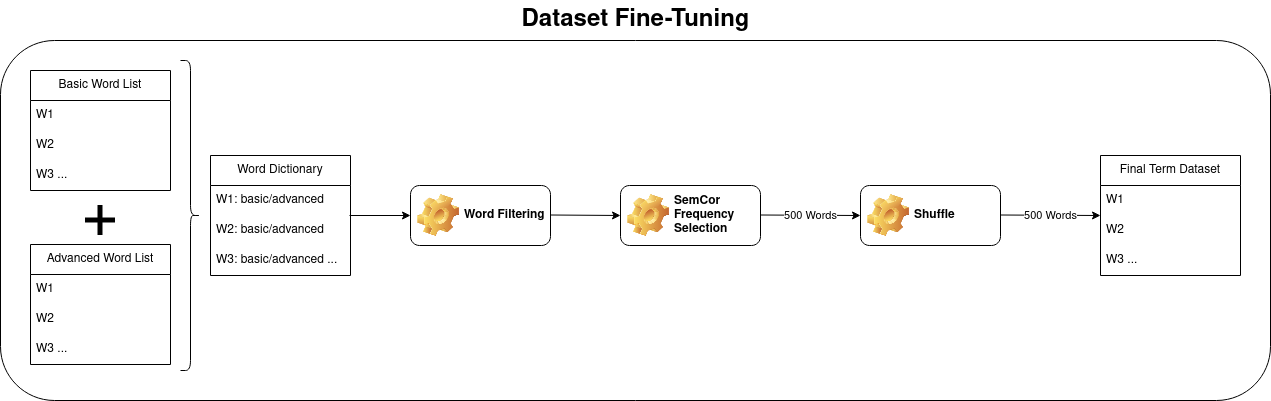 Dataset Fine-Tuning
Basic Word List
W1
W2
W3 ...
Advanced Word List
W1
W2
W3 ...
Word Dictionary
W1: basic/advanced
W2: basic/advanced
W3: basic/advanced ...
Word Filtering
SemCor
Frequency
Selection
500 Words
Shuffle
500 Words
Final Term Dataset
W1
W2
W3 ...